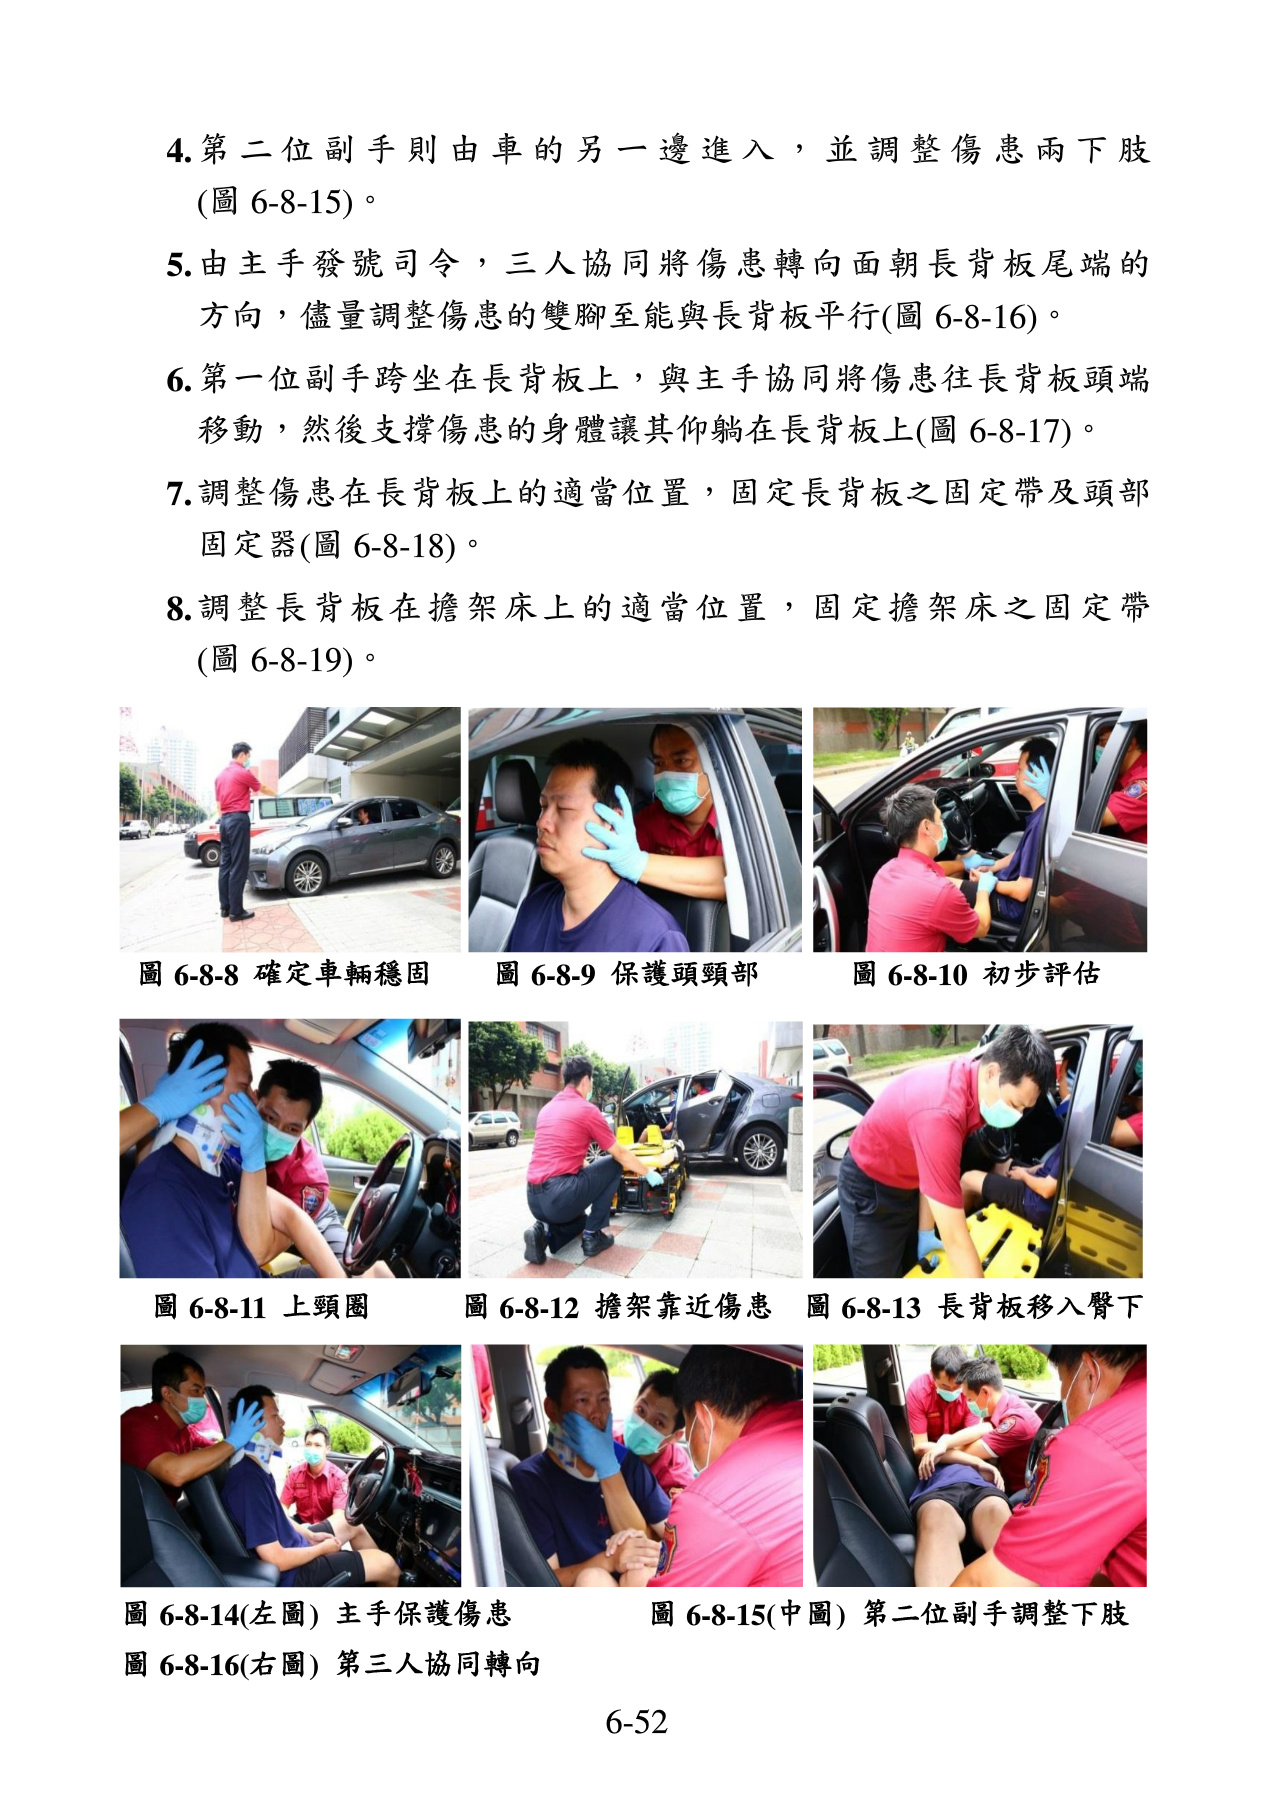 4.第二位副手則由車的另一邊進入，並調整傷患兩下肢
(圖 6-8-15)。
5.由主手發號司令，三人協同將傷患轉向面朝長背板尾端的
方向，儘量調整傷患的雙腳至能與長背板平行(圖 6-8-16)。
6.第一位副手跨坐在長背板上，與主手協同將傷患往長背板頭端
移動，然後支撐傷患的身體讓其仰躺在長背板上(圖 6-8-17)。
7.調整傷患在長背板上的適當位置，固定長背板之固定帶及頭部
固定器(圖 6-8-18)。
8.調整長背板在擔架床上的適當位置，固定擔架床之固定帶
(圖 6-8-19)。
圖 6-8-8 確定車輛穩固
圖 6-8-9 保護頭頸部
圖 6-8-10 初步評估
圖 6-8-11 上頸圈
圖 6-8-12 擔架靠近傷患
圖 6-8-13 長背板移入臀下
圖 6-8-14(左圖) 主手保護傷患
圖 6-8-15(中圖) 第二位副手調整下肢
圖 6-8-16(右圖) 第三人協同轉向
6-52